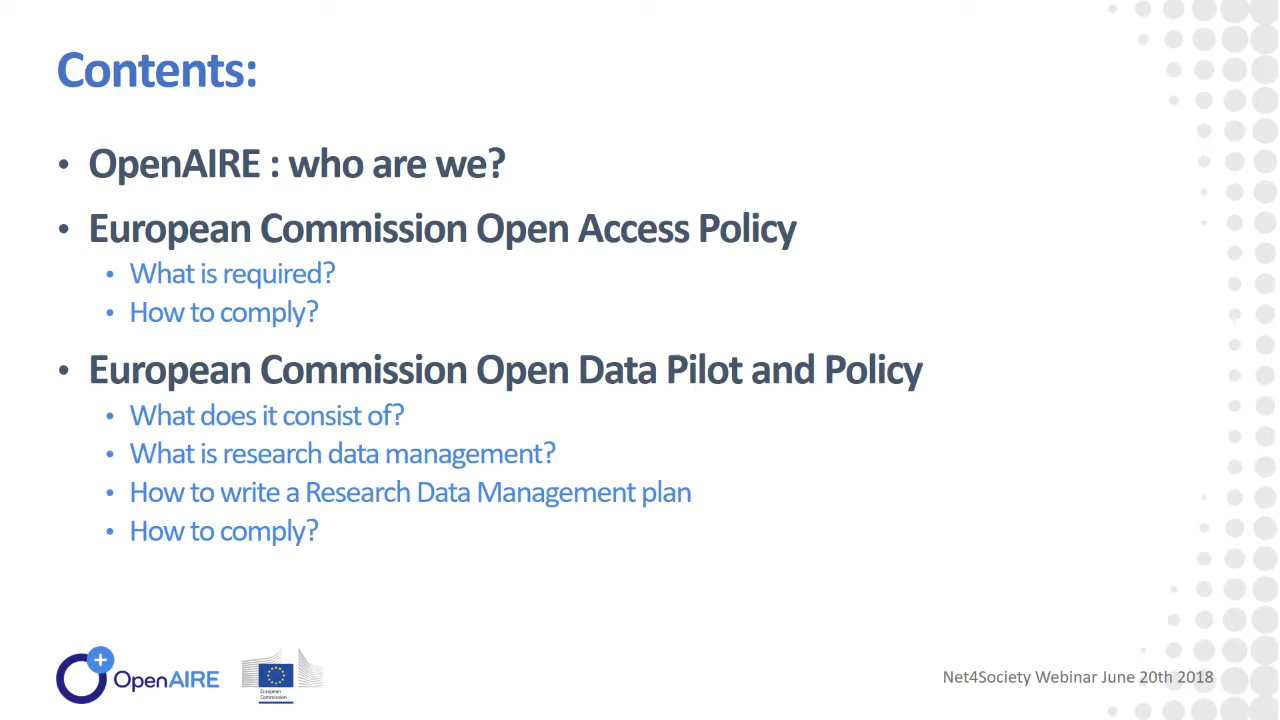 Contents:
• OpenAIRE : who are we?
• European Commission Open Access Policy
• What is required?
• How to comply?
• European Commission Open Data Pilot and Policy
• What does it consist of?
• What is research data management?
• How to write a Research Data Management plan
• How to comply?
OpenAIRE
European
Commission
Net4Society Webinar June 20th 2018